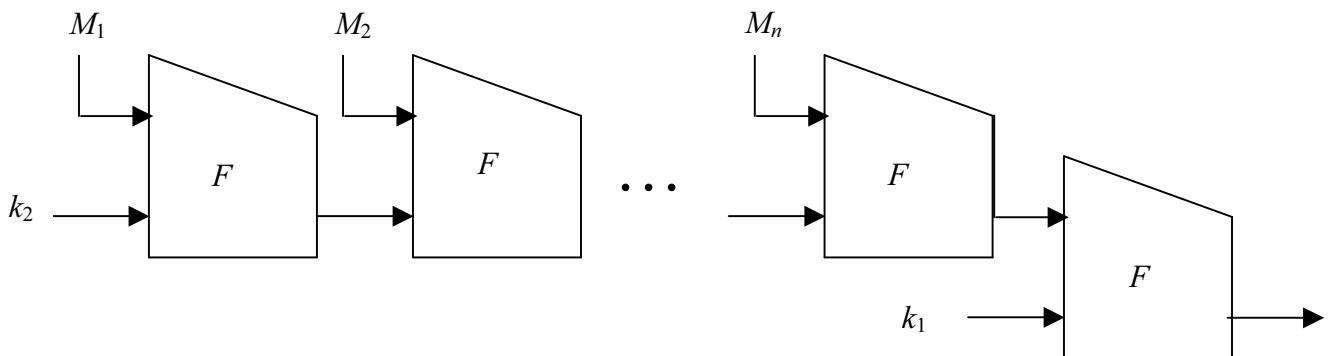 M₁ M₂ Mₙ
F F ... F
k₂
F
k₁